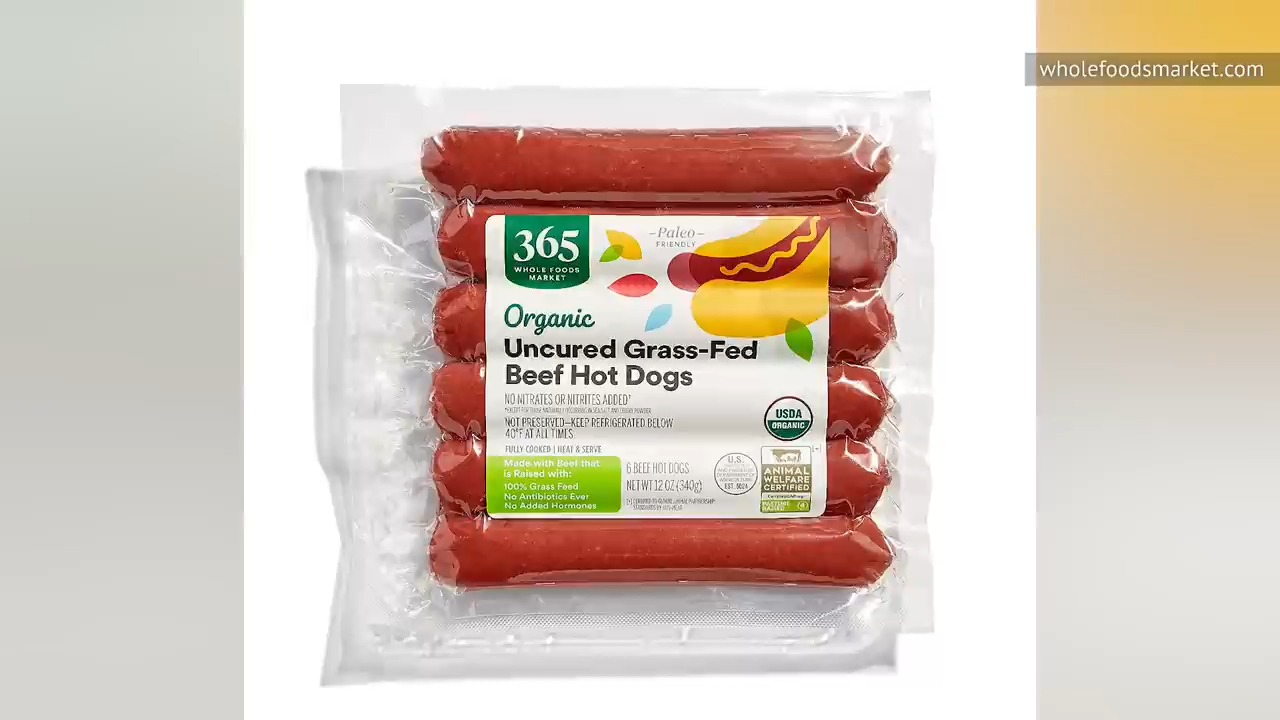 wholefoodsmarket.com
365
WHOLE FOODS
MARKET
–Paleo–
FRIENDLY
Organic
Uncured Grass-Fed
Beef Hot Dogs
NO NITRATES OR NITRITES ADDED†
NOT PRESERVED—KEEP REFRIGERATED BELOW
40°F AT ALL TIMES
FULLY COOKED | HEAT & SERVE
Made with Beef that
is Raised with:
100% Grass Feed
No Antibiotics Ever
No Added Hormones
6 BEEF HOT DOGS
NET WT 12 OZ (340g)
USDA
ORGANIC
U.S.
EST. 6024
ANIMAL
WELFARE
CERTIFIED